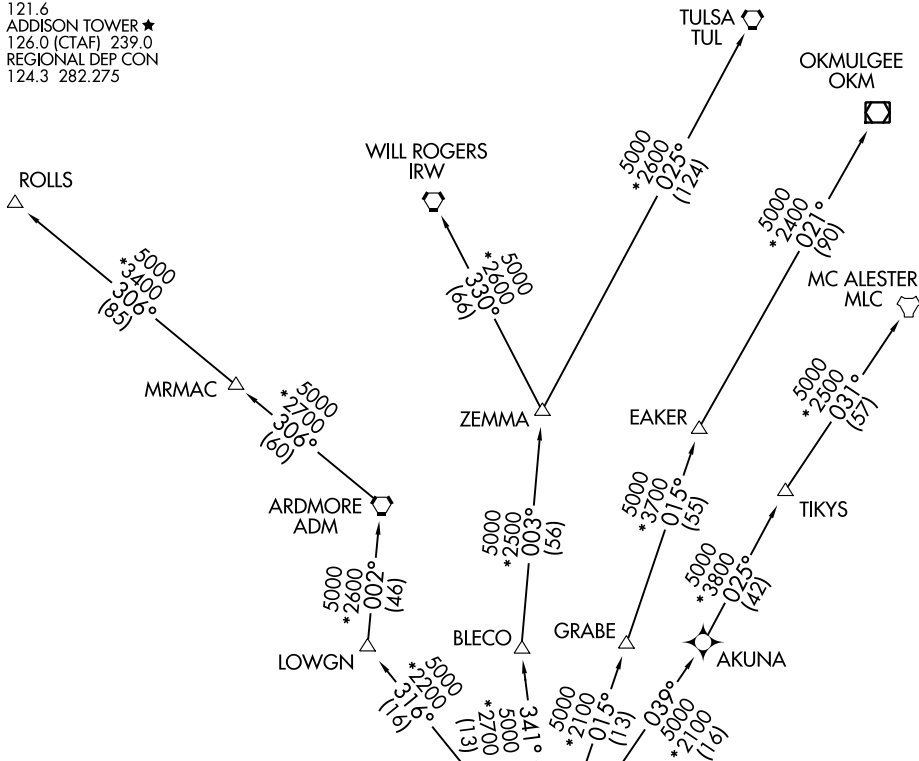 121.6
ADDISON TOWER ★
126.0 (CTAF) 239.0
REGIONAL DEP CON
124.3 282.275
TULSA
TUL
OKMULGEE
OKM
WILL ROGERS
IRW
ROLLS
5000
*2600
025°
(124)
5000
*2400
021°
(90)
5000
*3400
306°
(85)
5000
*2600
330°
(66)
MC ALESTER
MLC
MRMAC
5000
*2700
306°
(60)
ZEMMA
EAKER
5000
*2500
031°
(57)
ARDMORE
ADM
5000
*2500
003°
(56)
5000
*3700
015°
(55)
TIKYS
5000
*2600
002°
(46)
5000
*3800
025°
(42)
LOWGN
BLECO
GRABE
AKUNA
5000
*2200
316°
(16)
341°
5000
*2700
(13)
5000
*2100
015°
(13)
039°
5000
*2100
(16)